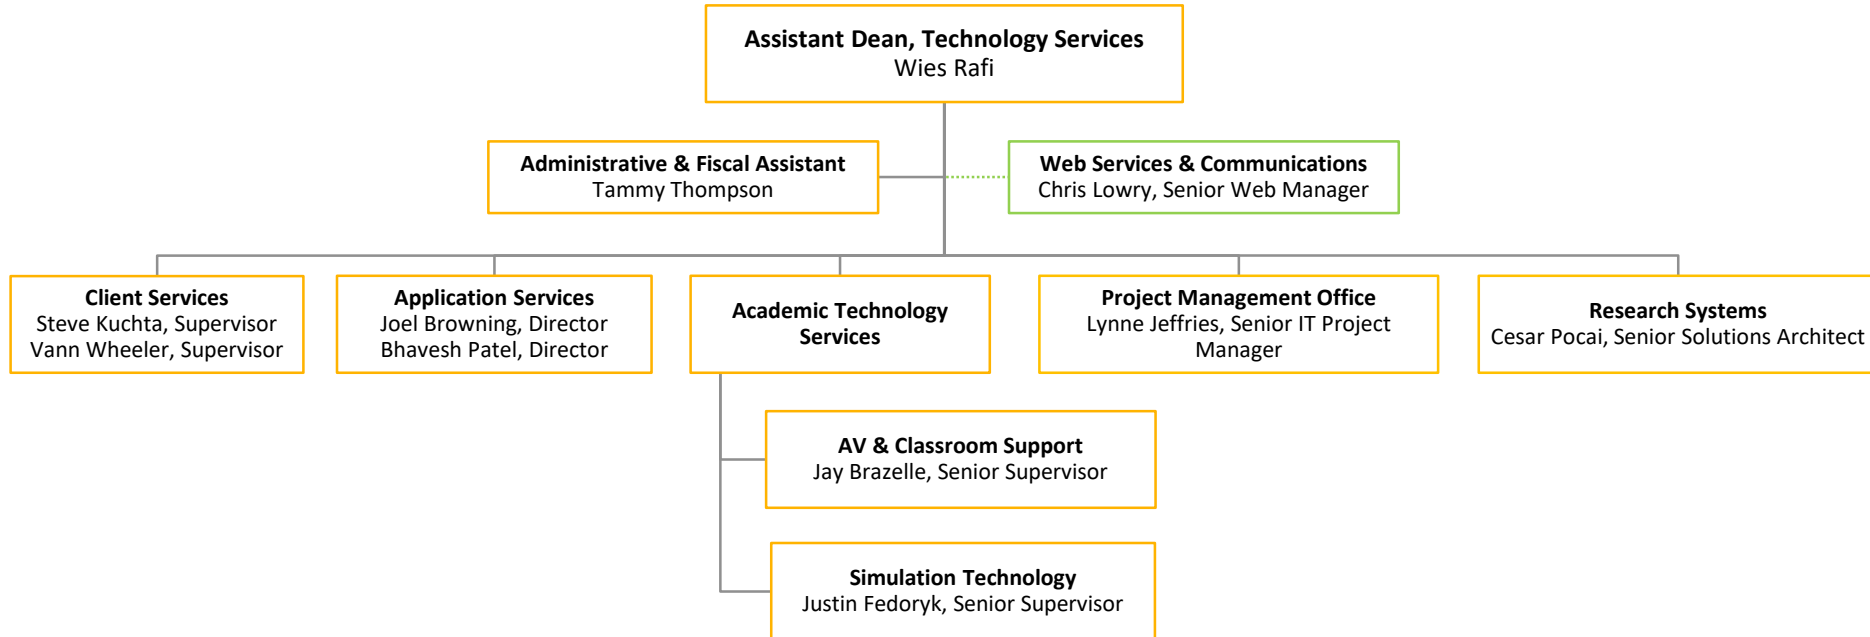 Assistant Dean, Technology Services
Wies Rafi
Administrative & Fiscal Assistant
Tammy Thompson
Web Services & Communications
Chris Lowry, Senior Web Manager
Client Services
Steve Kuchta, Supervisor
Vann Wheeler, Supervisor
Application Services
Joel Browning, Director
Bhavesh Patel, Director
Academic Technology
Services
Project Management Office
Lynne Jeffries, Senior IT Project
Manager
Research Systems
Cesar Pocai, Senior Solutions Architect
AV & Classroom Support
Jay Brazelle, Senior Supervisor
Simulation Technology
Justin Fedoryk, Senior Supervisor